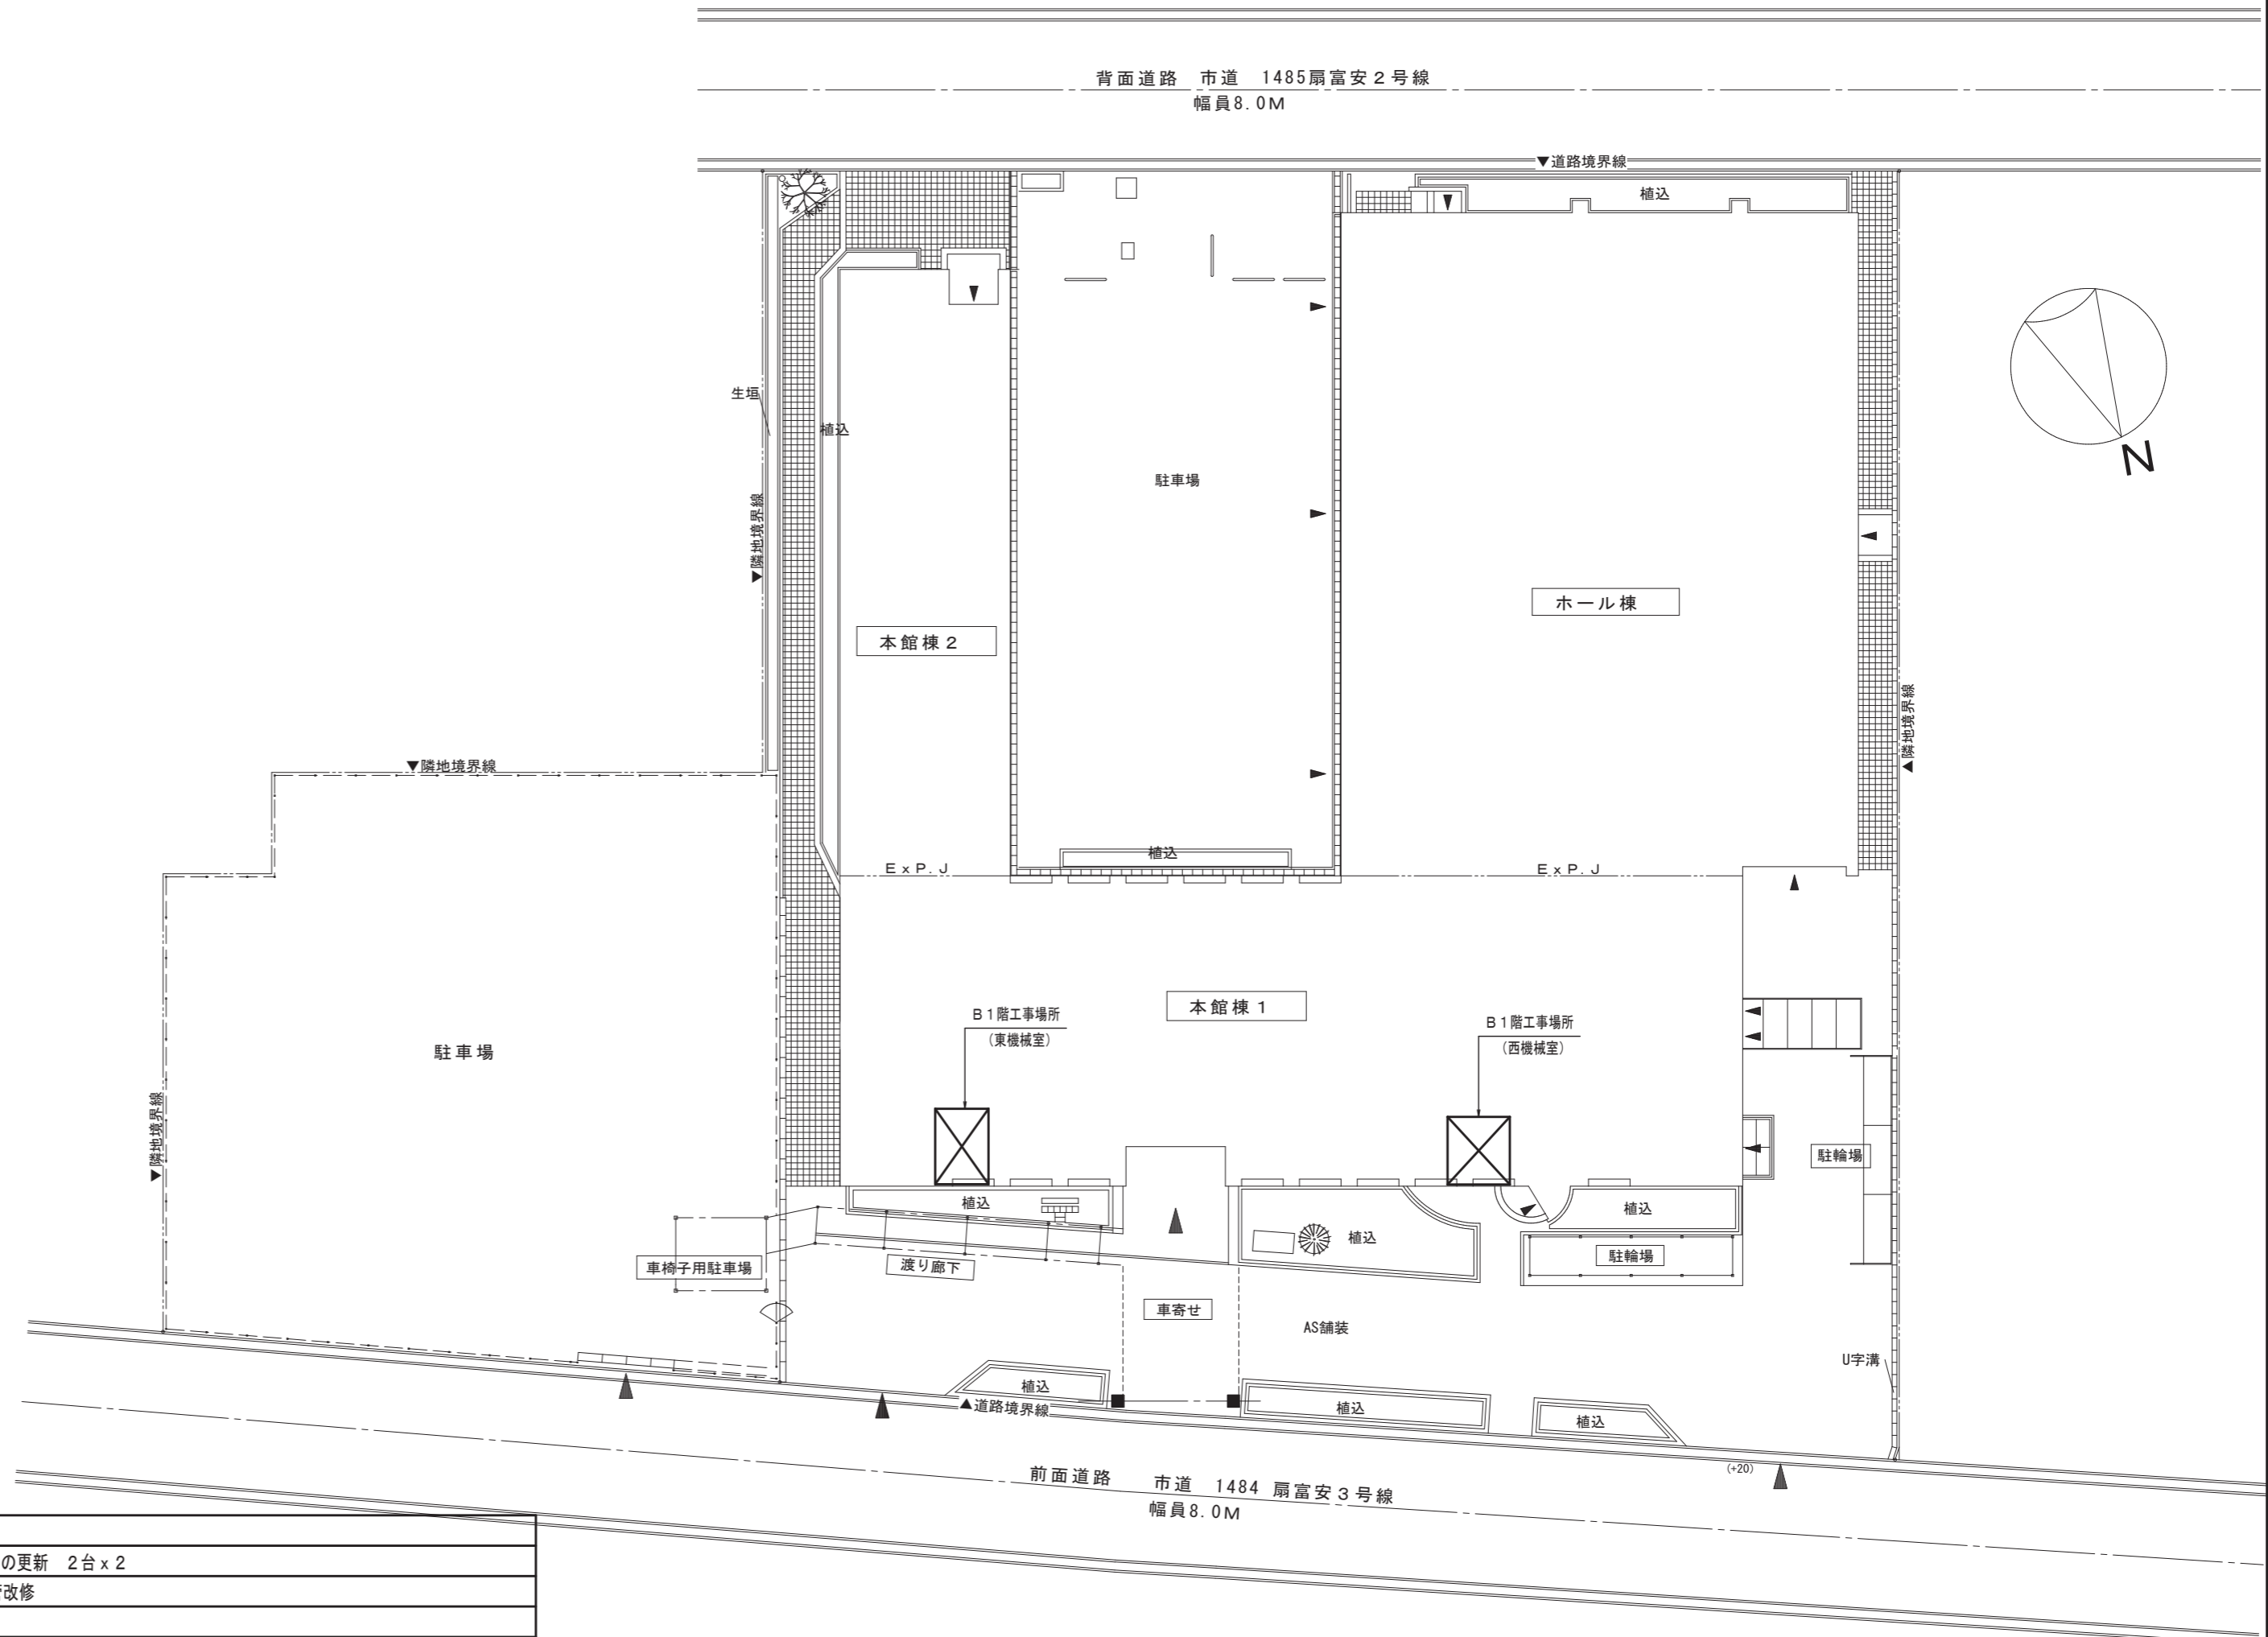 背面道路 市道 1485扇富安２号線
幅員8.0M
▼道路境界線
植込
生垣
植込
▼隣地境界線
駐車場
N
ホール棟
本館棟２
▲隣地境界線
▼隣地境界線
植込
ExP.J
ExP.J
本館棟１
B１階工事場所
(東機械室)
B１階工事場所
(西機械室)
駐車場
▼隣地境界線
駐輪場
植込
植込
植込
駐輪場
車椅子用駐車場
渡り廊下
車寄せ
AS舗装
U字溝
植込
▲道路境界線
植込
植込
(+20)
前面道路 市道 1484 扇富安３号線
幅員8.0M
の更新 2台x２
改修